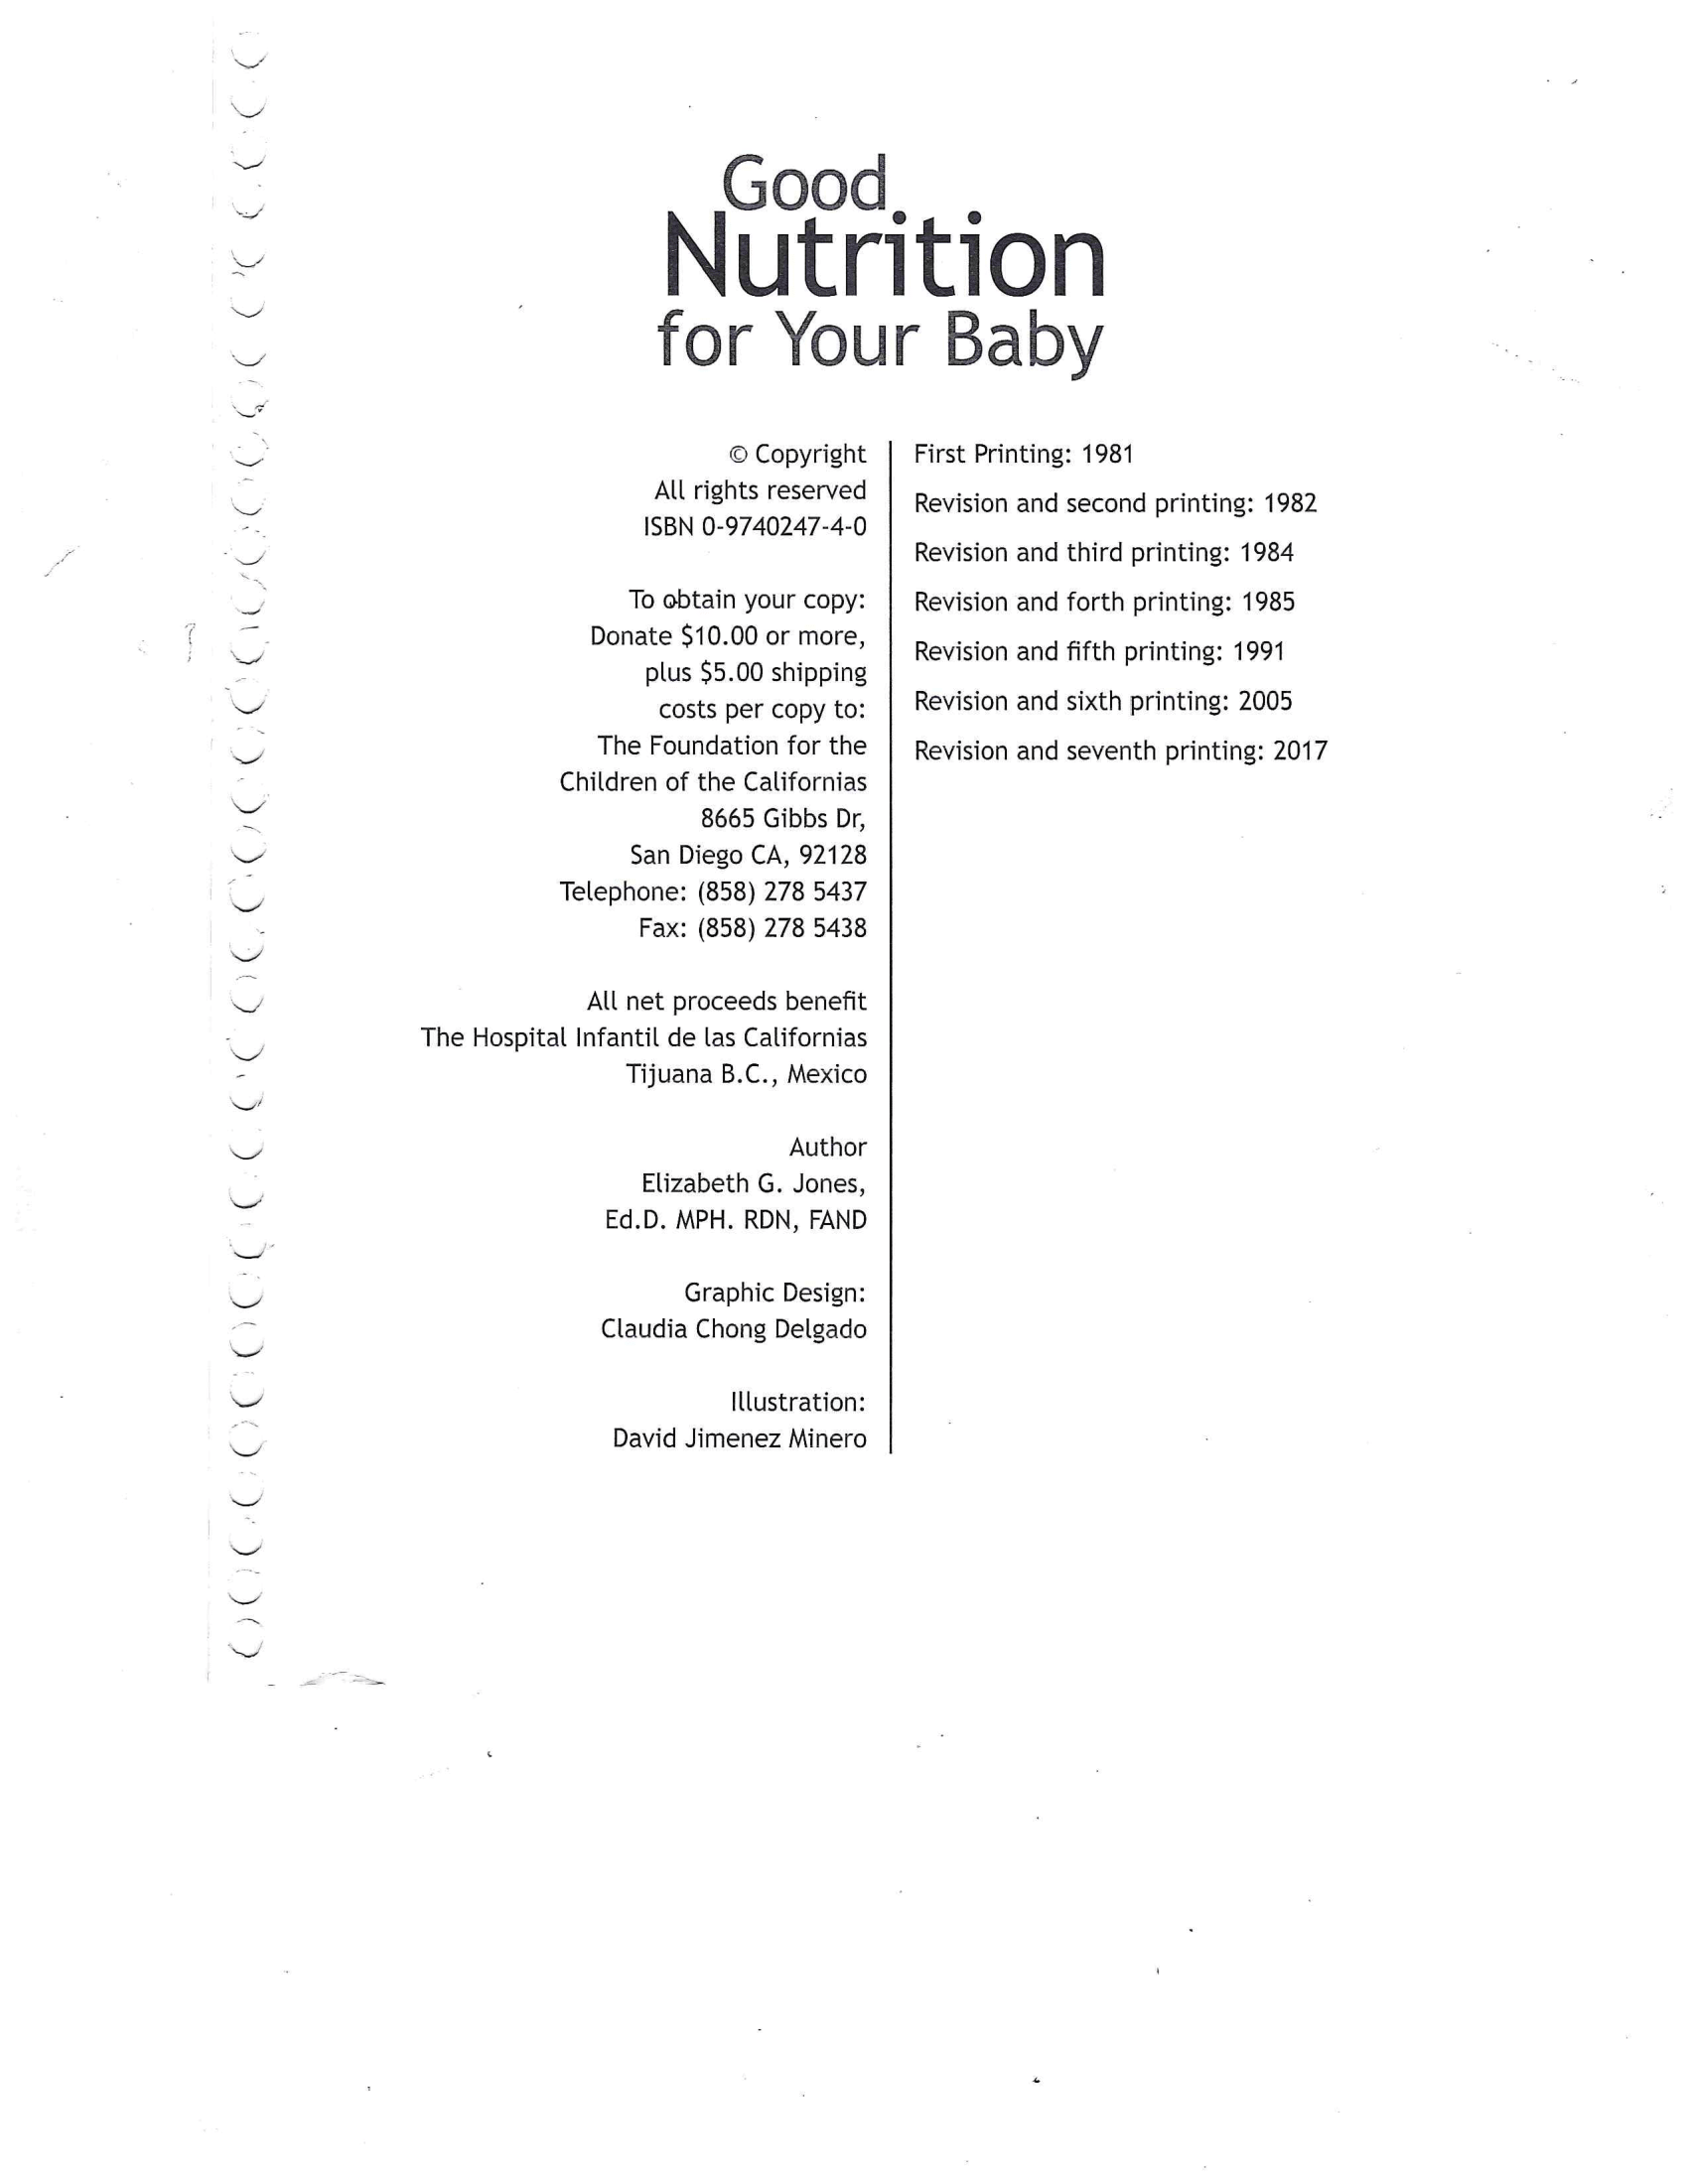 Good
Nutrition
for Your Baby
© Copyright
All rights reserved
ISBN 0-9740247-4-0
To obtain your copy:
Donate $10.00 or more,
plus $5.00 shipping
costs per copy to:
The Foundation for the
Children of the Californias
8665 Gibbs Dr,
San Diego CA, 92128
Telephone: (858) 278 5437
Fax: (858) 278 5438
All net proceeds benefit
The Hospital Infantil de las Californias
Tijuana B.C., Mexico
Author
Elizabeth G. Jones,
Ed.D. MPH. RDN, FAND
Graphic Design:
Claudia Chong Delgado
Illustration:
David Jimenez Minero
First Printing: 1981
Revision and second printing: 1982
Revision and third printing: 1984
Revision and forth printing: 1985
Revision and fifth printing: 1991
Revision and sixth printing: 2005
Revision and seventh printing: 2017